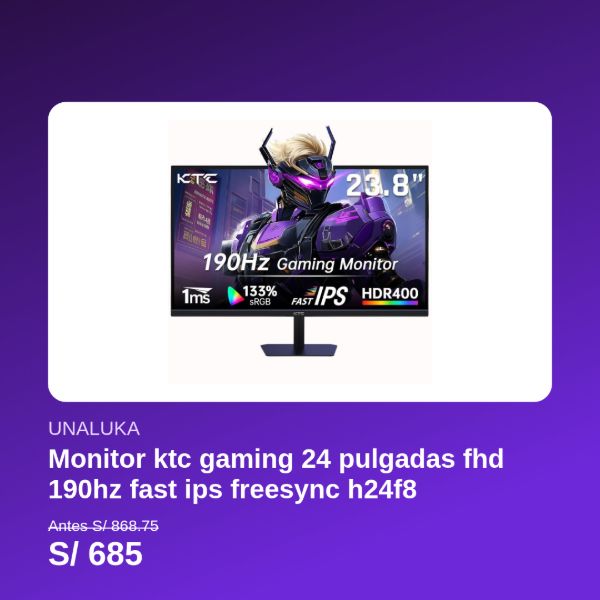 KTC
23.8"
190Hz Gaming Monitor
1ms
133% sRGB
FAST IPS
HDR400
KTC
UNALUKA
Monitor ktc gaming 24 pulgadas fhd
190hz fast ips freesync h24f8
Antes S/ 868.75
S/ 685